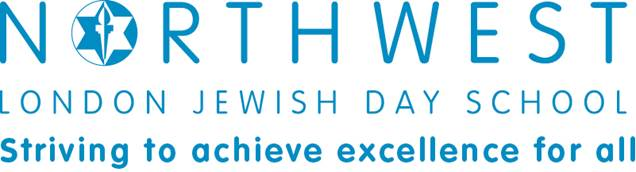 NORTHWEST
LONDON JEWISH DAY SCHOOL
Striving to achieve excellence for all